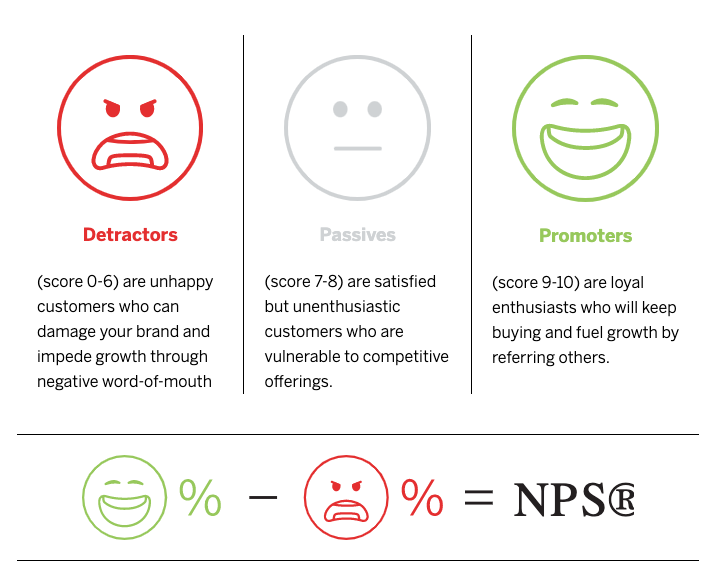 Detractors
(score 0-6) are unhappy
customers who can
damage your brand and
impede growth through
negative word-of-mouth
Passives
(score 7-8) are satisfied
but unenthusiastic
customers who are
vulnerable to competitive
offerings.
Promoters
(score 9-10) are loyal
enthusiasts who will keep
buying and fuel growth by
referring others.
% − % = NPS®